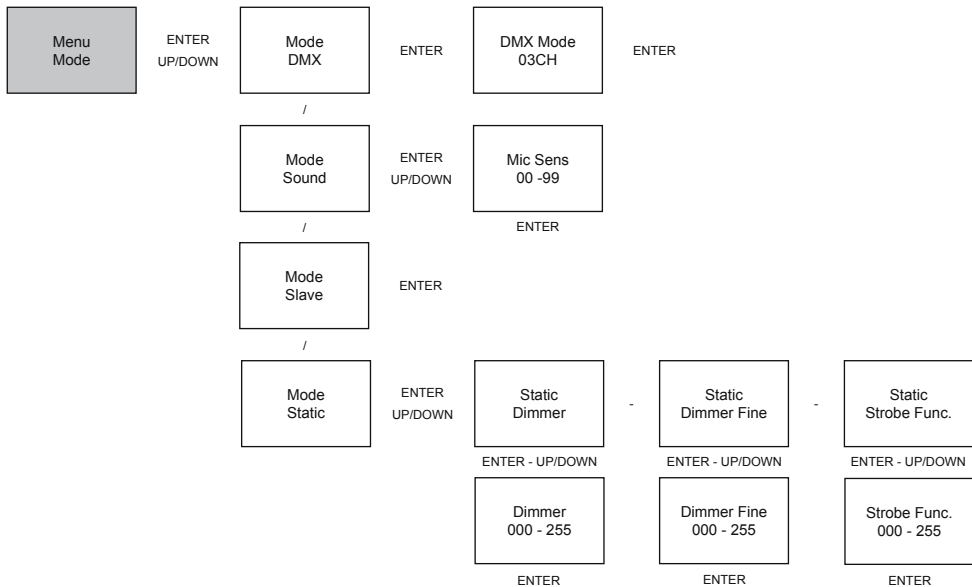 Menu
Mode
ENTER
UP/DOWN
Mode
DMX
ENTER
DMX Mode
03CH
ENTER
/
Mode
Sound
ENTER
UP/DOWN
Mic Sens
00 -99
ENTER
/
Mode
Slave
ENTER
/
Mode
Static
ENTER
UP/DOWN
Static
Dimmer
-
Static
Dimmer Fine
-
Static
Strobe Func.
ENTER - UP/DOWN
ENTER - UP/DOWN
ENTER - UP/DOWN
Dimmer
000 - 255
Dimmer Fine
000 - 255
Strobe Func.
000 - 255
ENTER
ENTER
ENTER